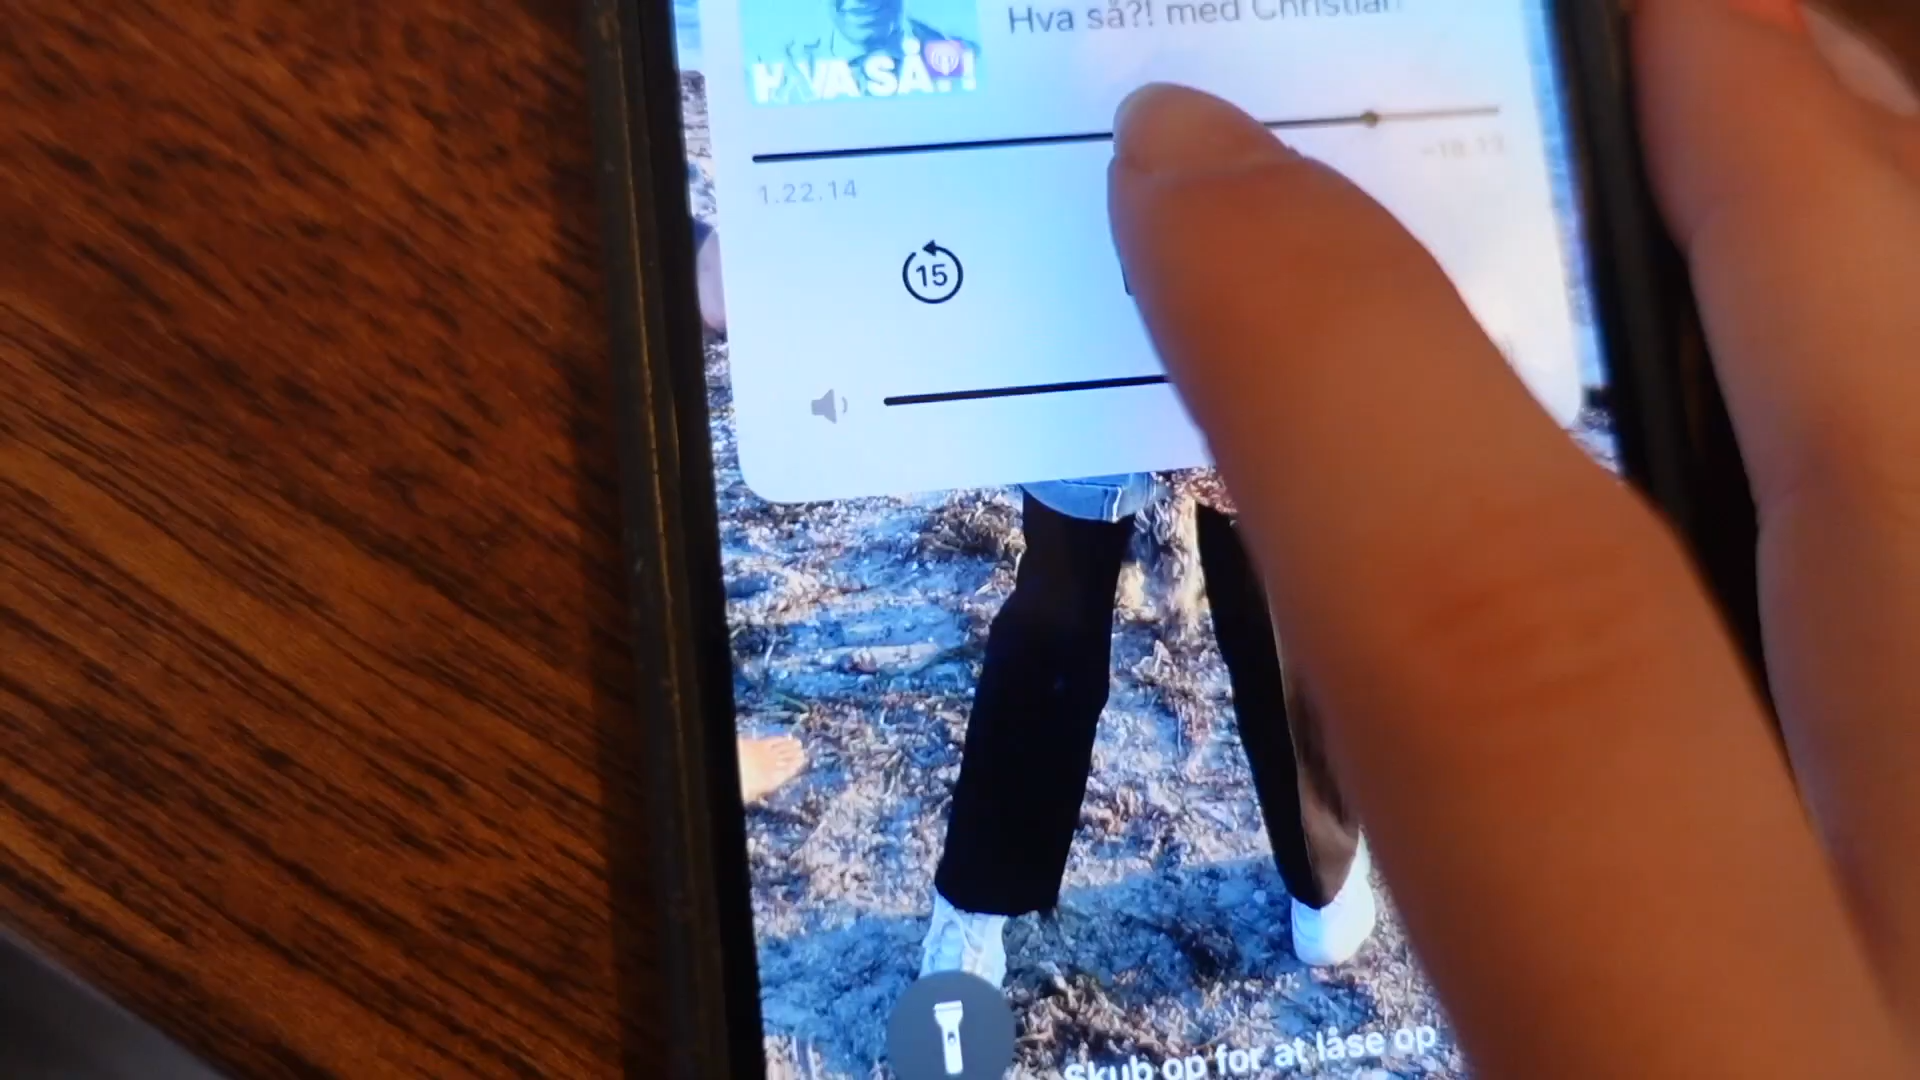 Hva så?! med Christian
HVA SÅ?!
1.22.14
15
Skub op for at låse op